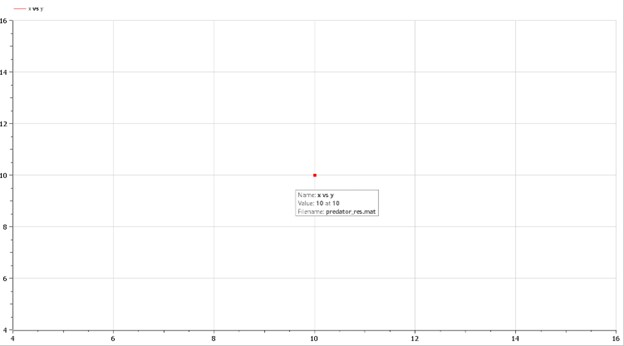 x vs y
16
14
12
10
8
6
4
Name: x vs y
Value: 10 at 10
Filename: predator_res.mat
4 6 8 10 12 14 16